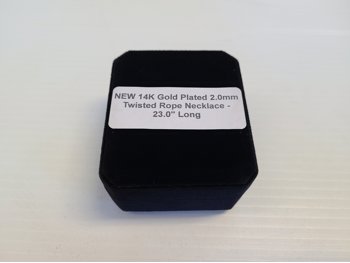 NEW 14K Gold Plated 2.0mm
Twisted Rope Necklace -
23.0" Long